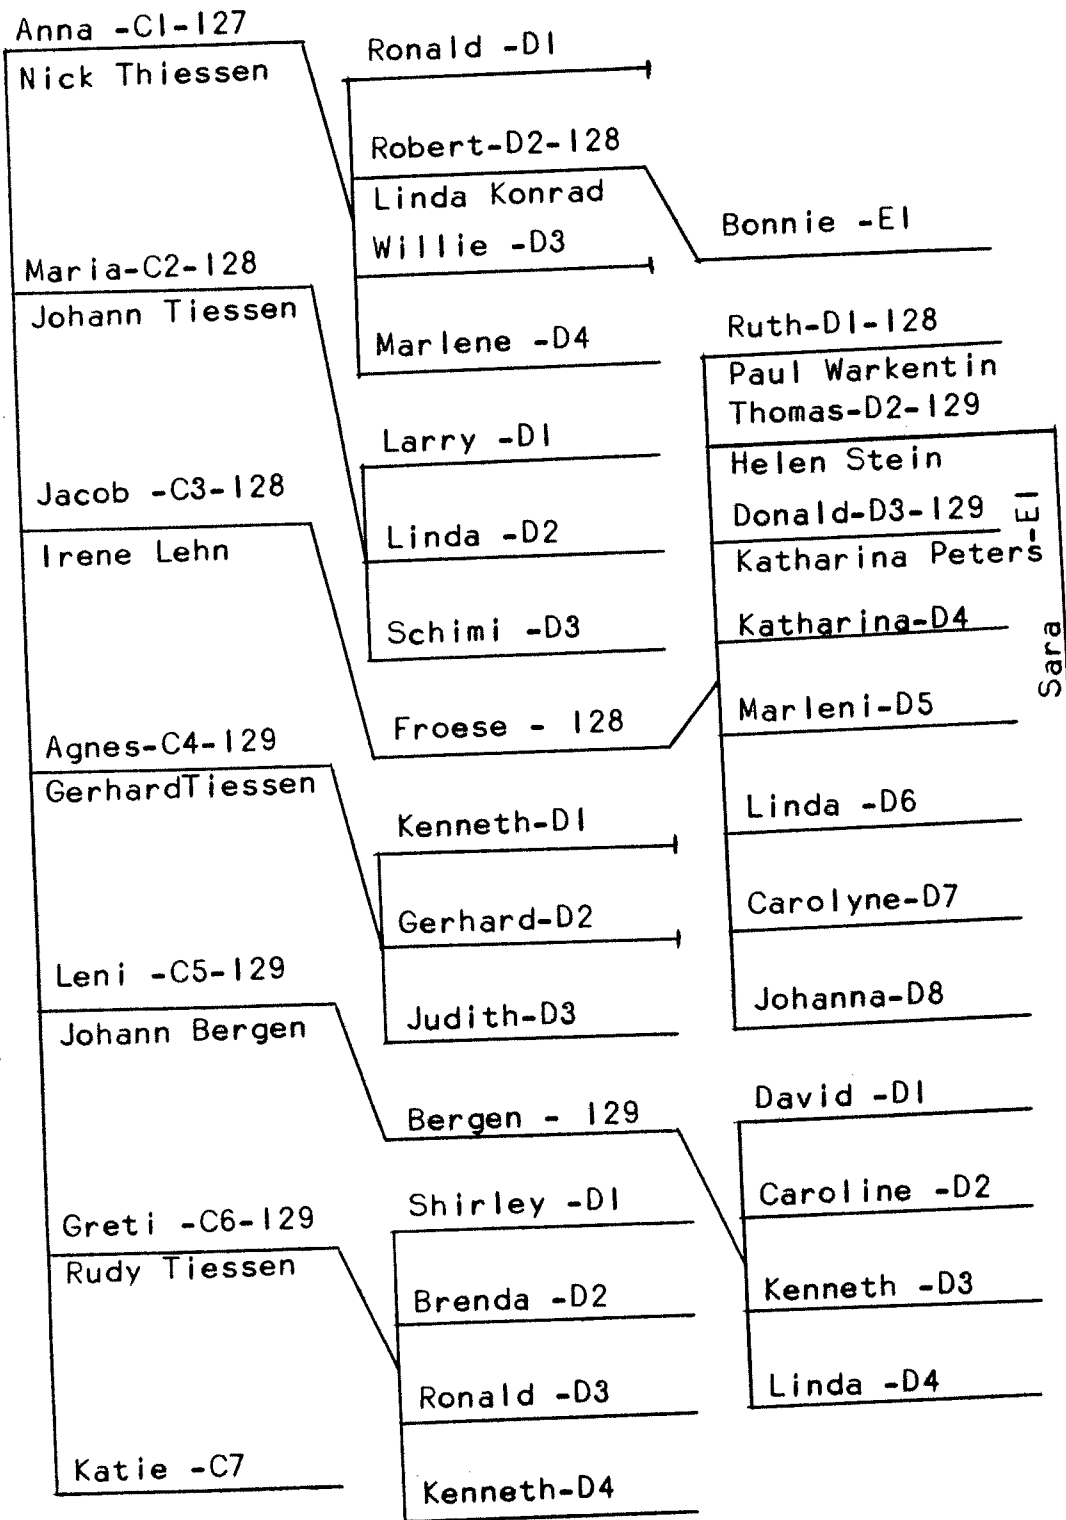 Anna -C1-127
Nick Thiessen
Maria-C2-128
Johann Tiessen
Jacob -C3-128
Irene Lehn
Agnes-C4-129
GerhardTiessen
Leni -C5-129
Johann Bergen
Greti -C6-129
Rudy Tiessen
Katie -C7
Ronald -D1
Robert-D2-128
Linda Konrad
Willie -D3
Marlene -D4
Larry -D1
Linda -D2
Schimi -D3
Froese - 128
Kenneth-D1
Gerhard-D2
Judith-D3
Bergen - 129
Shirley -D1
Brenda -D2
Ronald -D3
Kenneth-D4
Bonnie -E1
Ruth-D1-128
Paul Warkentin
Thomas-D2-129
Helen Stein
Donald-D3-129
Katharina Peters
Katharina-D4
Marleni-D5
Linda -D6
Carolyne-D7
Johanna-D8
David -D1
Caroline -D2
Kenneth -D3
Linda -D4
Sara -E1